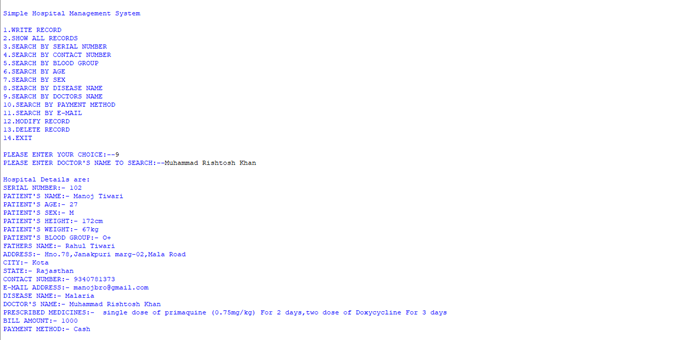 Simple Hospital Management System
1.WRITE RECORD
2.SHOW ALL RECORDS
3.SEARCH BY SERIAL NUMBER
4.SEARCH BY CONTACT NUMBER
5.SEARCH BY BLOOD GROUP
6.SEARCH BY AGE
7.SEARCH BY SEX
8.SEARCH BY DISEASE NAME
9.SEARCH BY DOCTORS NAME
10.SEARCH BY PAYMENT METHOD
11.SEARCH BY E-MAIL
12.MODIFY RECORD
13.DELETE RECORD
14.EXIT
PLEASE ENTER YOUR CHOICE:--9
PLEASE ENTER DOCTOR'S NAME TO SEARCH:--Muhammad Rishtosh Khan
Hospital Details are:
SERIAL NUMBER:- 102
PATIENT'S NAME:- Manoj Tiwari
PATIENT'S AGE:- 27
PATIENT'S SEX:- M
PATIENT'S HEIGHT:- 172cm
PATIENT'S WEIGHT:- 67kg
PATIENT'S BLOOD GROUP:- O+
FATHERS NAME:- Rahul Tiwari
ADDRESS:- Hno.78,Janakpuri marg-02,Mala Road
CITY:- Kota
STATE:- Rajasthan
CONTACT NUMBER:- 9340781373
E-MAIL ADDRESS:- manojbro@gmail.com
DISEASE NAME:- Malaria
DOCTOR'S NAME:- Muhammad Rishtosh Khan
PRESCRIBED MEDICINES:-  single dose of primaquine (0.75mg/kg) For 2 days,two dose of Doxycycline For 3 days
BILL AMOUNT:- 1000
PAYMENT METHOD:- Cash